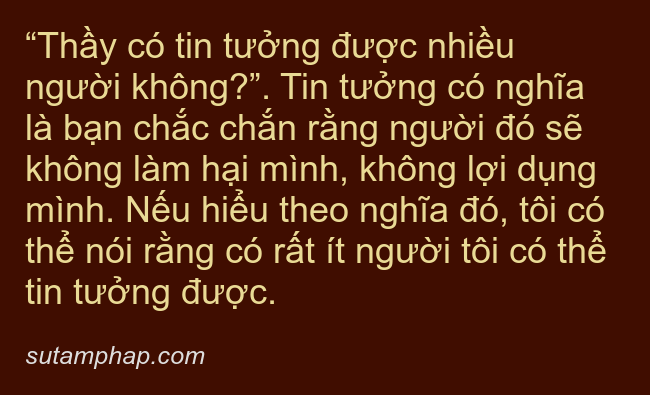 “Thầy có tin tưởng được nhiều
người không?”. Tin tưởng có nghĩa
là bạn chắc chắn rằng người đó sẽ
không làm hại mình, không lợi dụng
mình. Nếu hiểu theo nghĩa đó, tôi có
thể nói rằng có rất ít người tôi có thể
tin tưởng được.
sutamphap.com